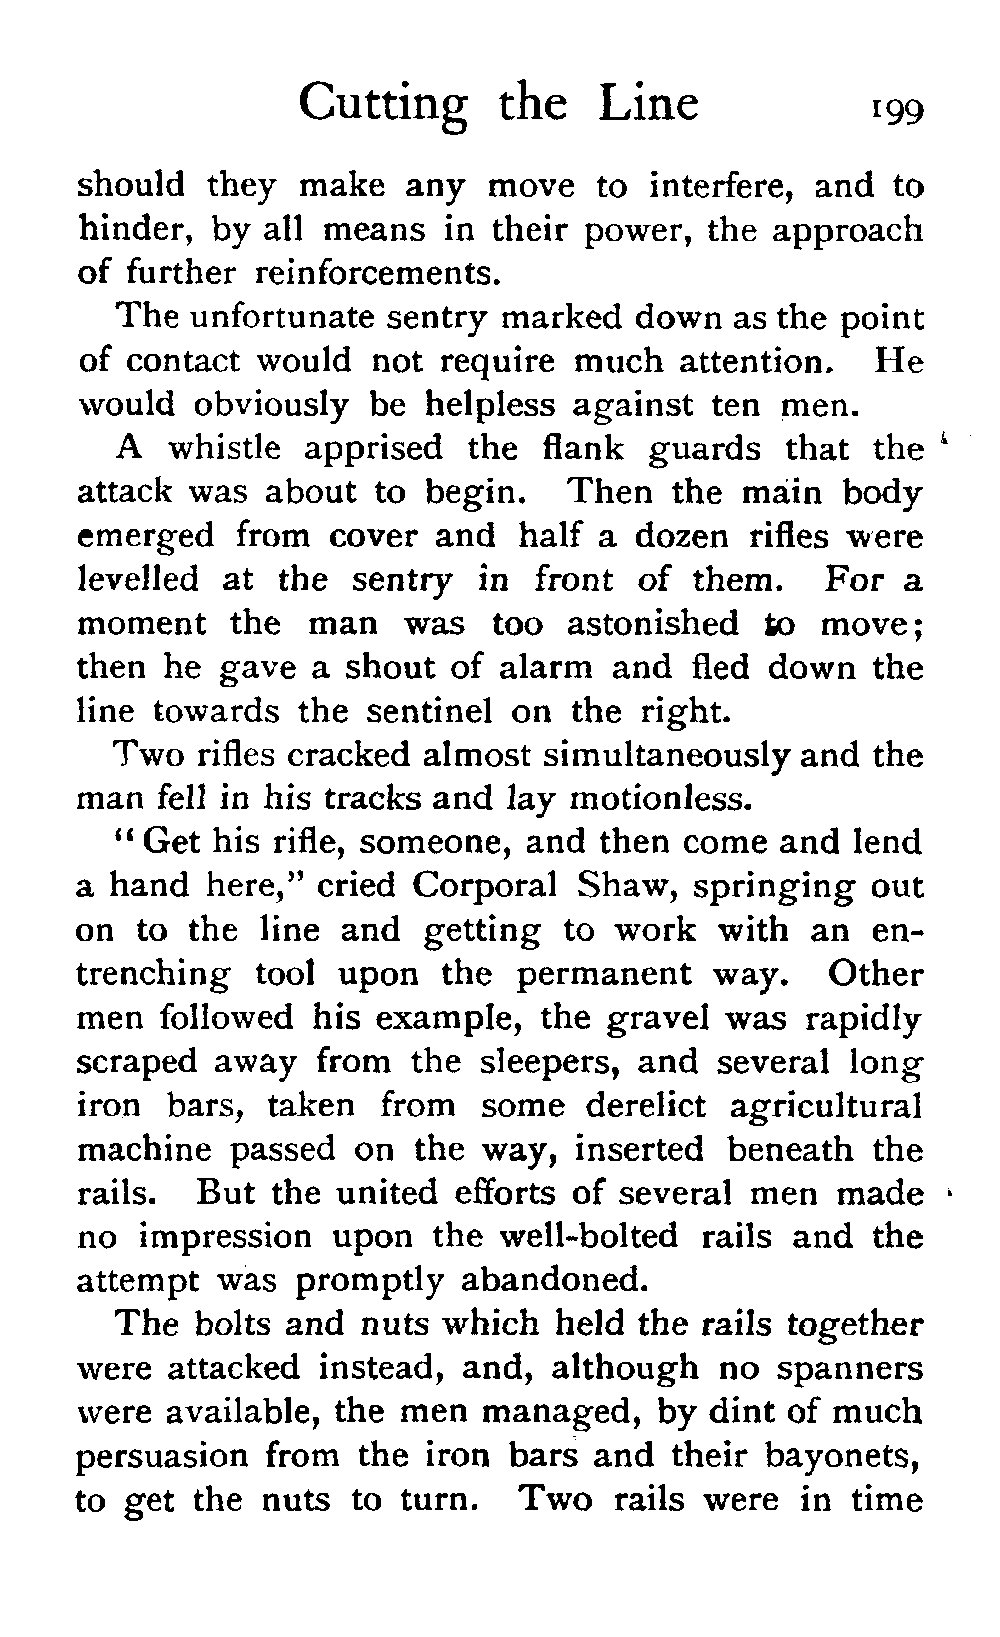 Cutting the Line 199
should they make any move to interfere, and to
hinder, by all means in their power, the approach
of further reinforcements.
The unfortunate sentry marked down as the point
of contact would not require much attention. He
would obviously be helpless against ten men.
A whistle apprised the flank guards that the
attack was about to begin. Then the main body
emerged from cover and half a dozen rifles were
levelled at the sentry in front of them. For a
moment the man was too astonished to move;
then he gave a shout of alarm and fled down the
line towards the sentinel on the right.
Two rifles cracked almost simultaneously and the
man fell in his tracks and lay motionless.
"Get his rifle, someone, and then come and lend
a hand here," cried Corporal Shaw, springing out
on to the line and getting to work with an en-
trenching tool upon the permanent way. Other
men followed his example, the gravel was rapidly
scraped away from the sleepers, and several long
iron bars, taken from some derelict agricultural
machine passed on the way, inserted beneath the
rails. But the united efforts of several men made
no impression upon the well-bolted rails and the
attempt was promptly abandoned.
The bolts and nuts which held the rails together
were attacked instead, and, although no spanners
were available, the men managed, by dint of much
persuasion from the iron bars and their bayonets,
to get the nuts to turn. Two rails were in time